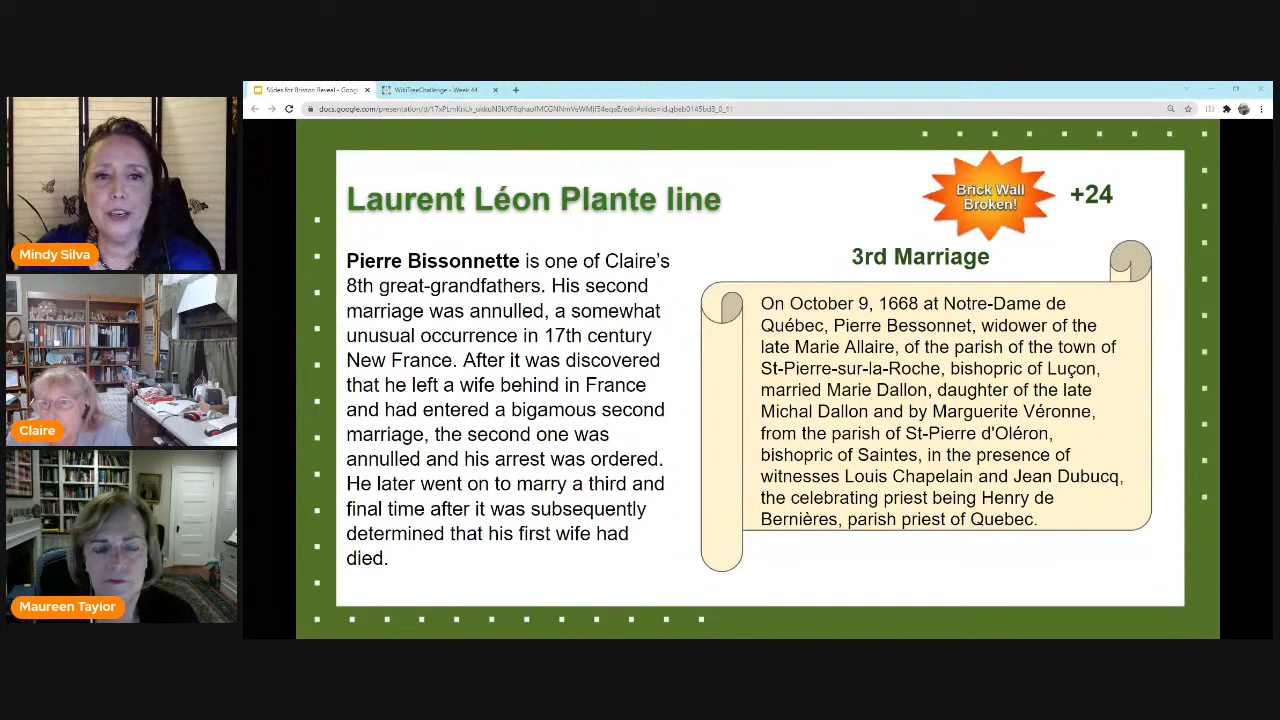 Slides for Brisson Reveal - Googl
WikiTreeChallenge - Week 44
Laurent Léon Plante line
Brick Wall
Broken!
+24
Pierre Bissonnette is one of Claire's
8th great-grandfathers. His second
marriage was annulled, a somewhat
unusual occurrence in 17th century
New France. After it was discovered
that he left a wife behind in France
and had entered a bigamous second
marriage, the second one was
annulled and his arrest was ordered.
He later went on to marry a third and
final time after it was subsequently
determined that his first wife had
died.
3rd Marriage
On October 9, 1668 at Notre-Dame de
Québec, Pierre Bessonnet, widower of the
late Marie Allaire, of the parish of the town of
St-Pierre-sur-la-Roche, bishopric of Luçon,
married Marie Dallon, daughter of the late
Michal Dallon and by Marguerite Véronne,
from the parish of St-Pierre d'Oléron,
bishopric of Saintes, in the presence of
witnesses Louis Chapelain and Jean Dubucq,
the celebrating priest being Henry de
Bernières, parish priest of Quebec.
Mindy Silva
Claire
Maureen Taylor